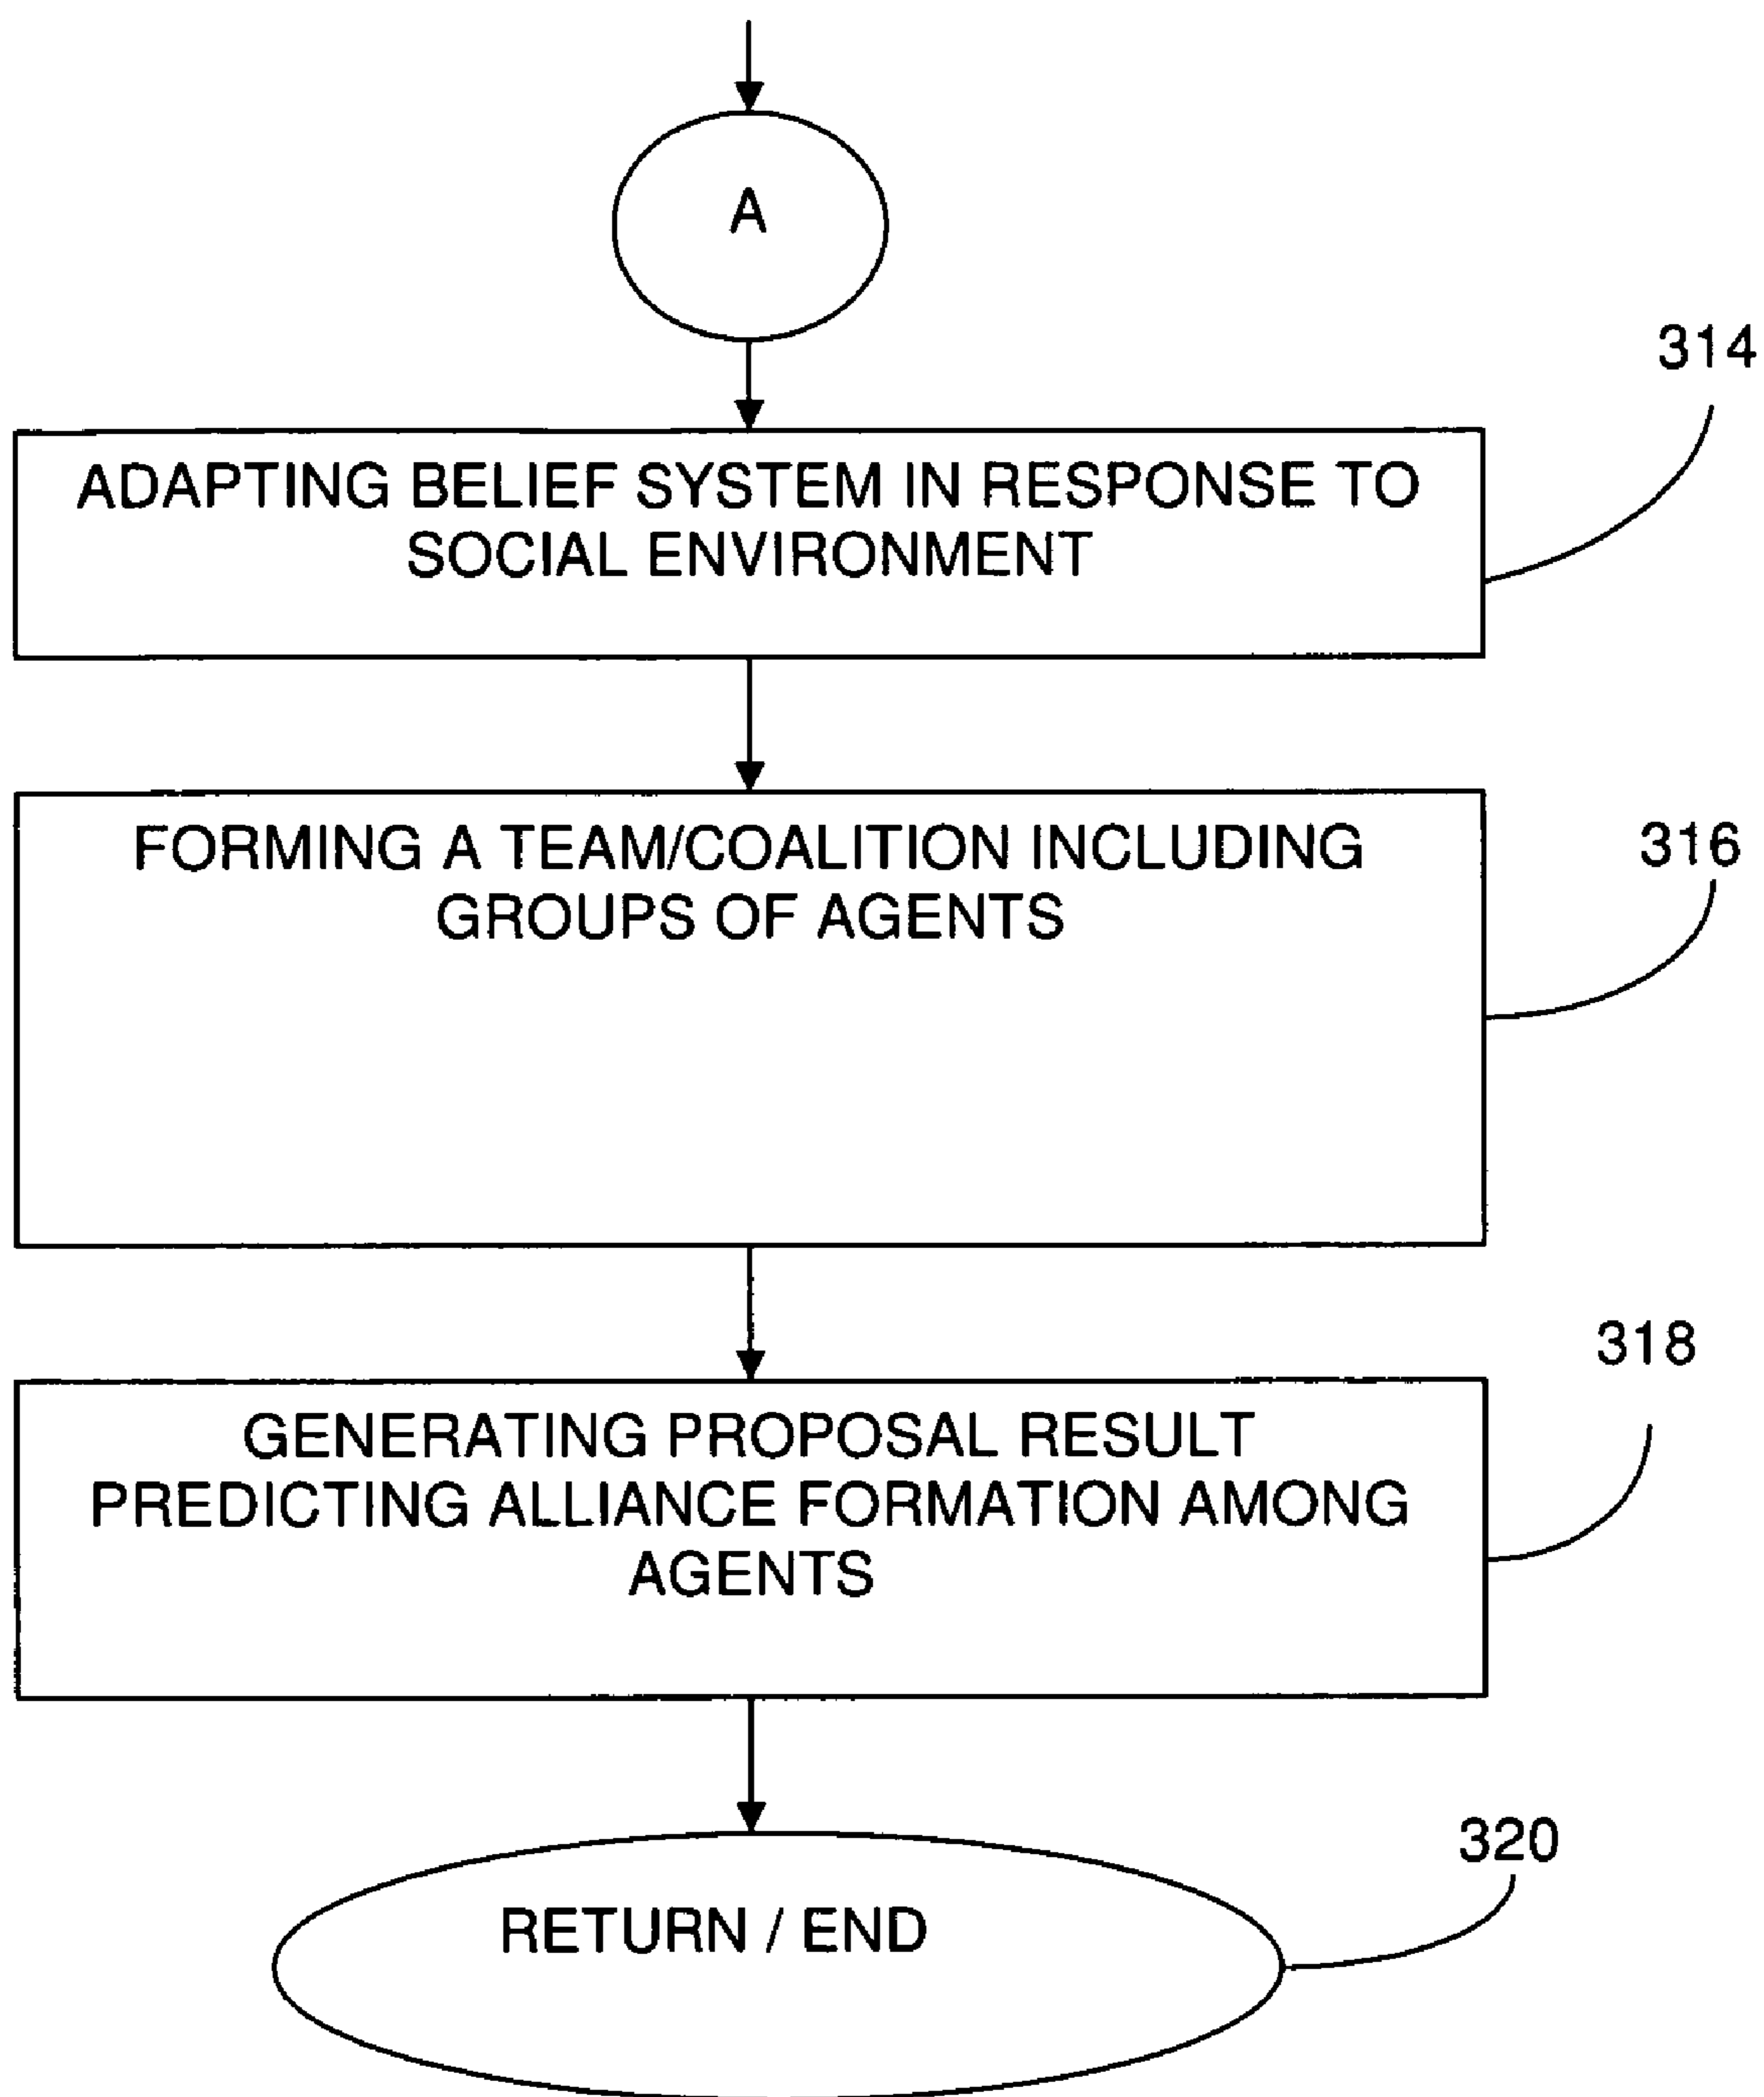 A
314
ADAPTING BELIEF SYSTEM IN RESPONSE TO
SOCIAL ENVIRONMENT
316
FORMING A TEAM/COALITION INCLUDING
GROUPS OF AGENTS
318
GENERATING PROPOSAL RESULT
PREDICTING ALLIANCE FORMATION AMONG
AGENTS
320
RETURN / END